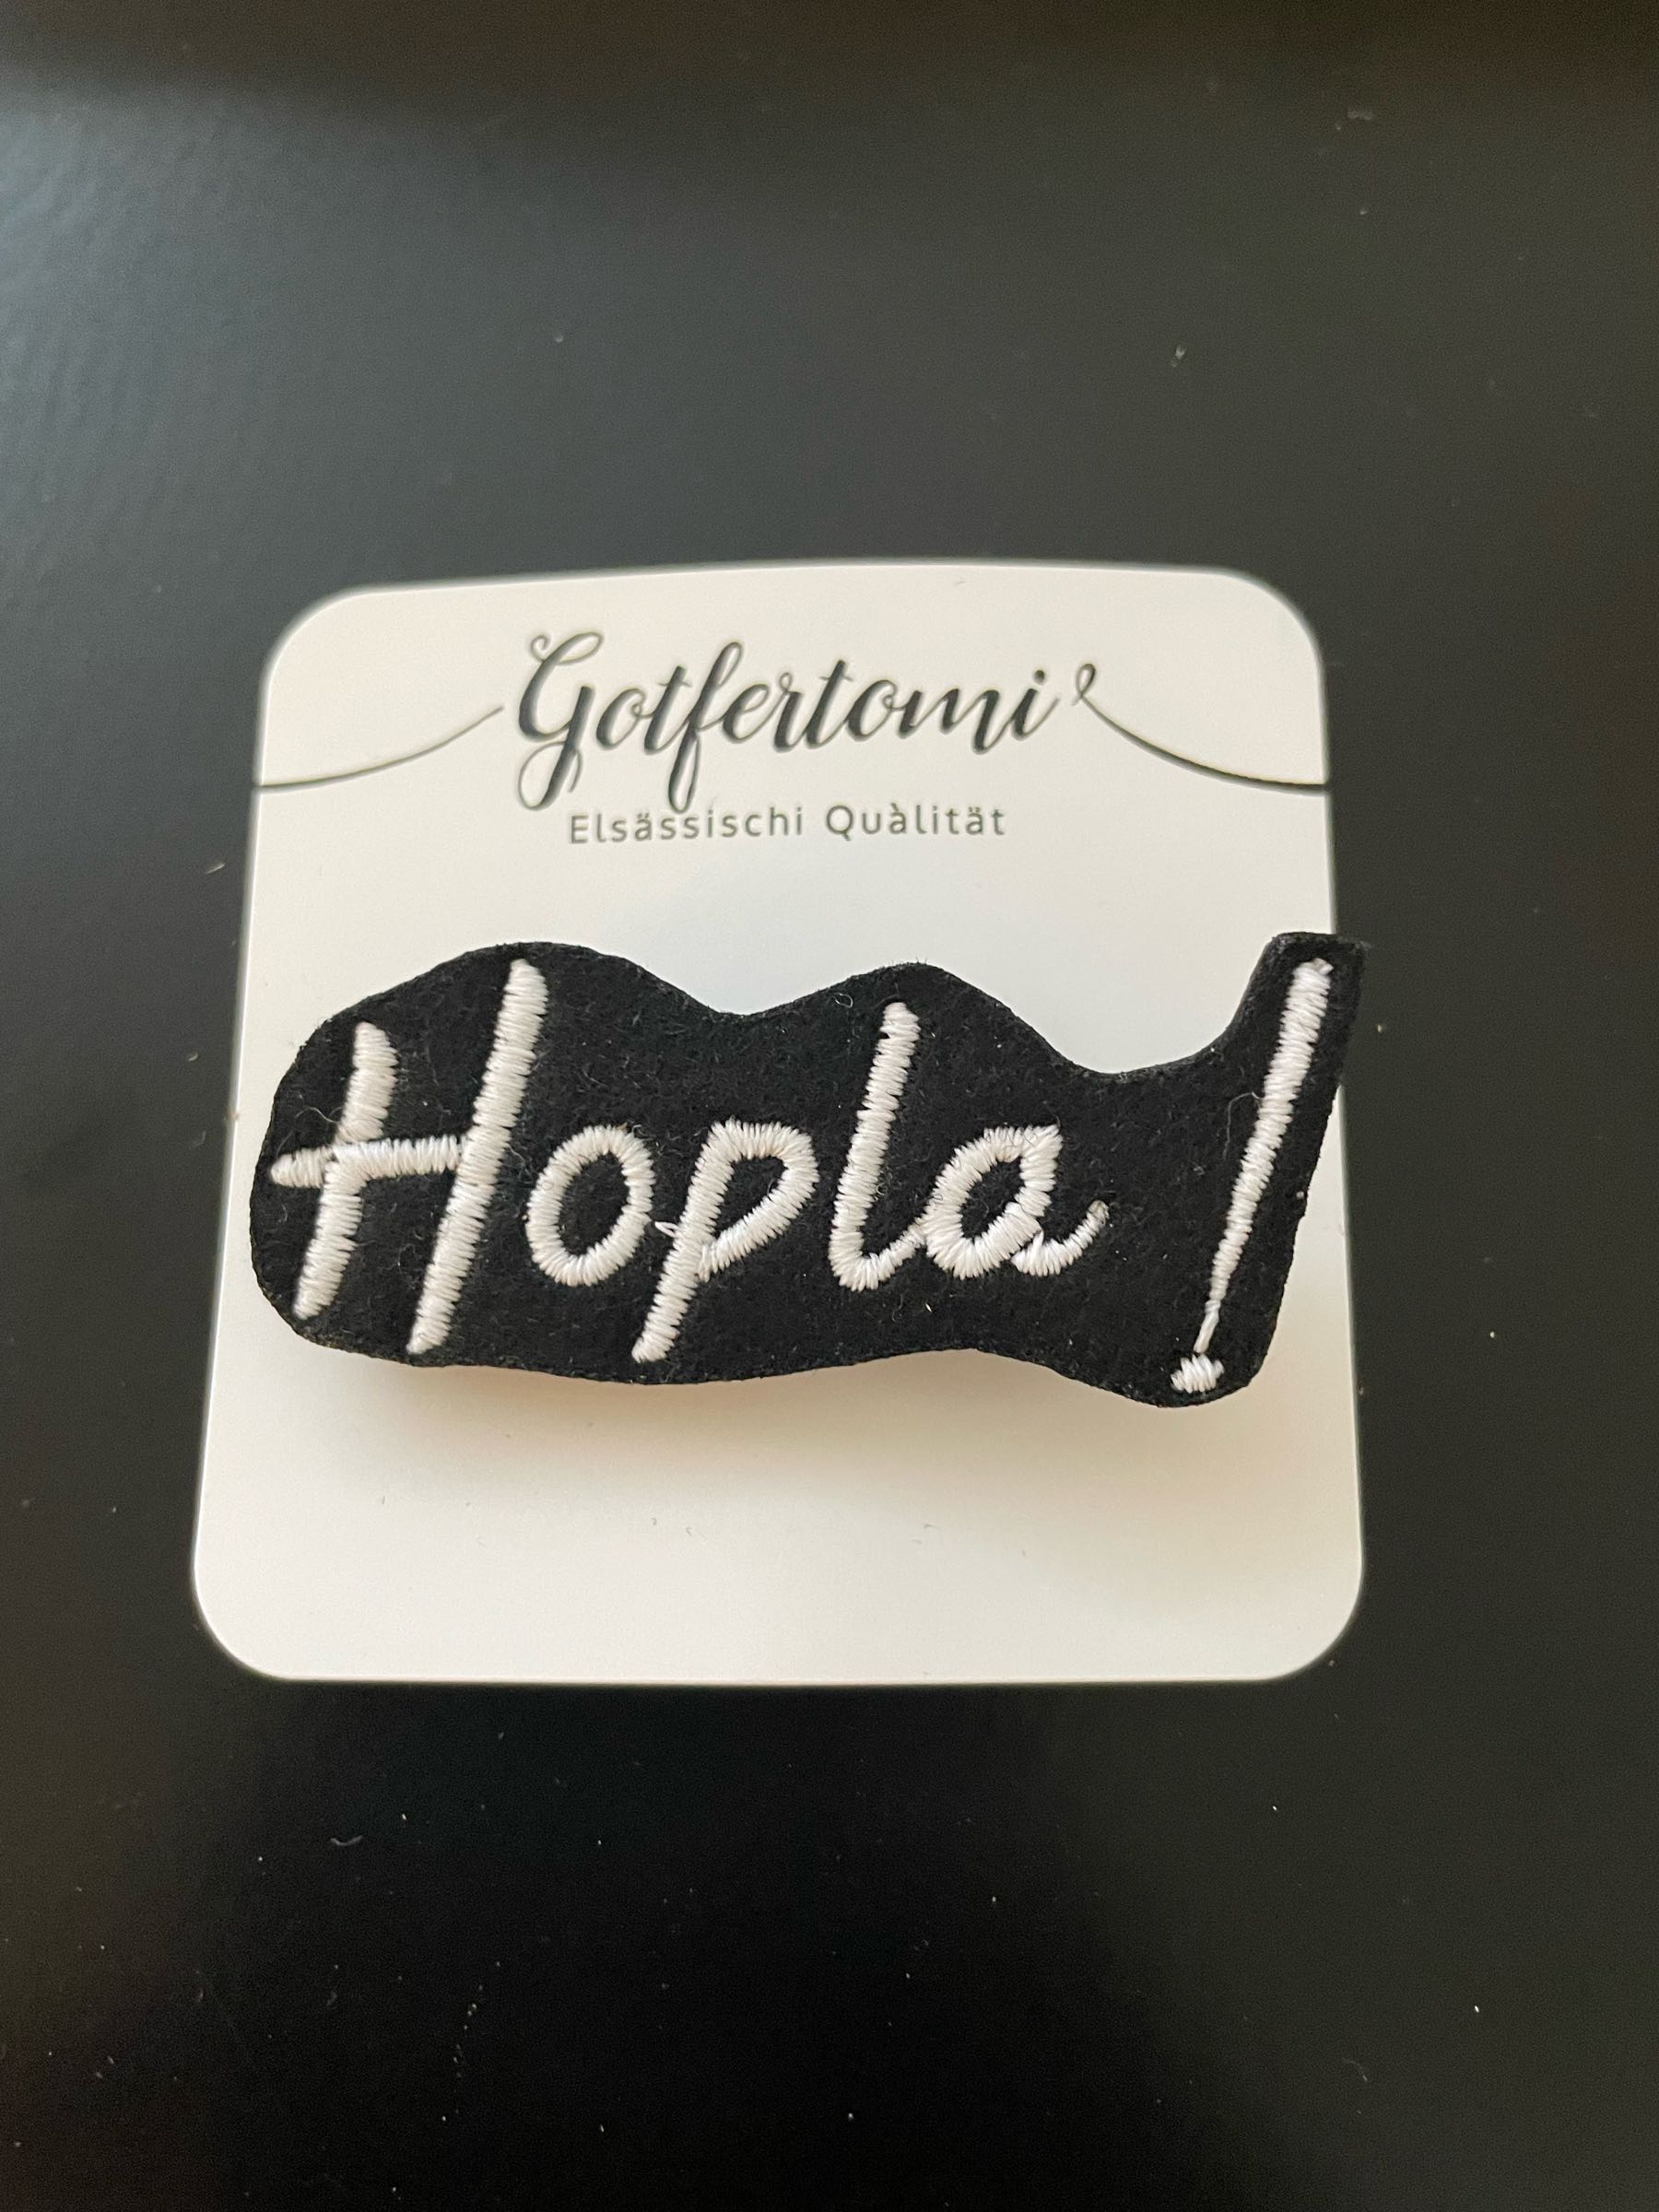 Gotfertomi
Elsässischi Quàlität
Hopla !